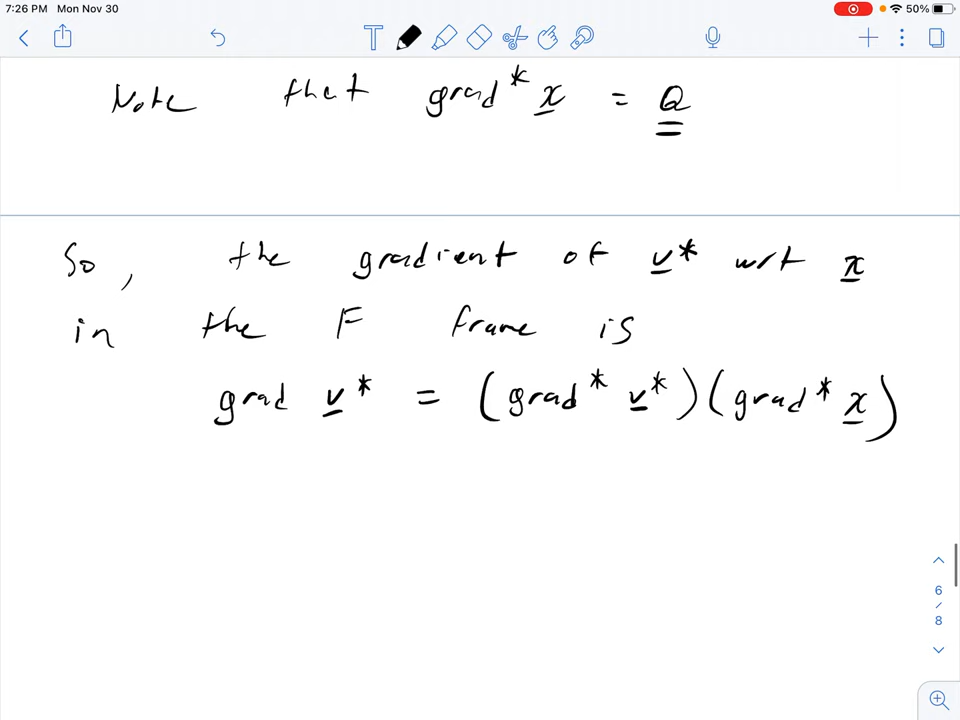 7:26 PM Mon Nov 30
50%
T
Note that grad* x = Q
So, the gradient of v* wrt x
in the F frame is
grad v* = (grad* v*)(grad* x)
6
/
8